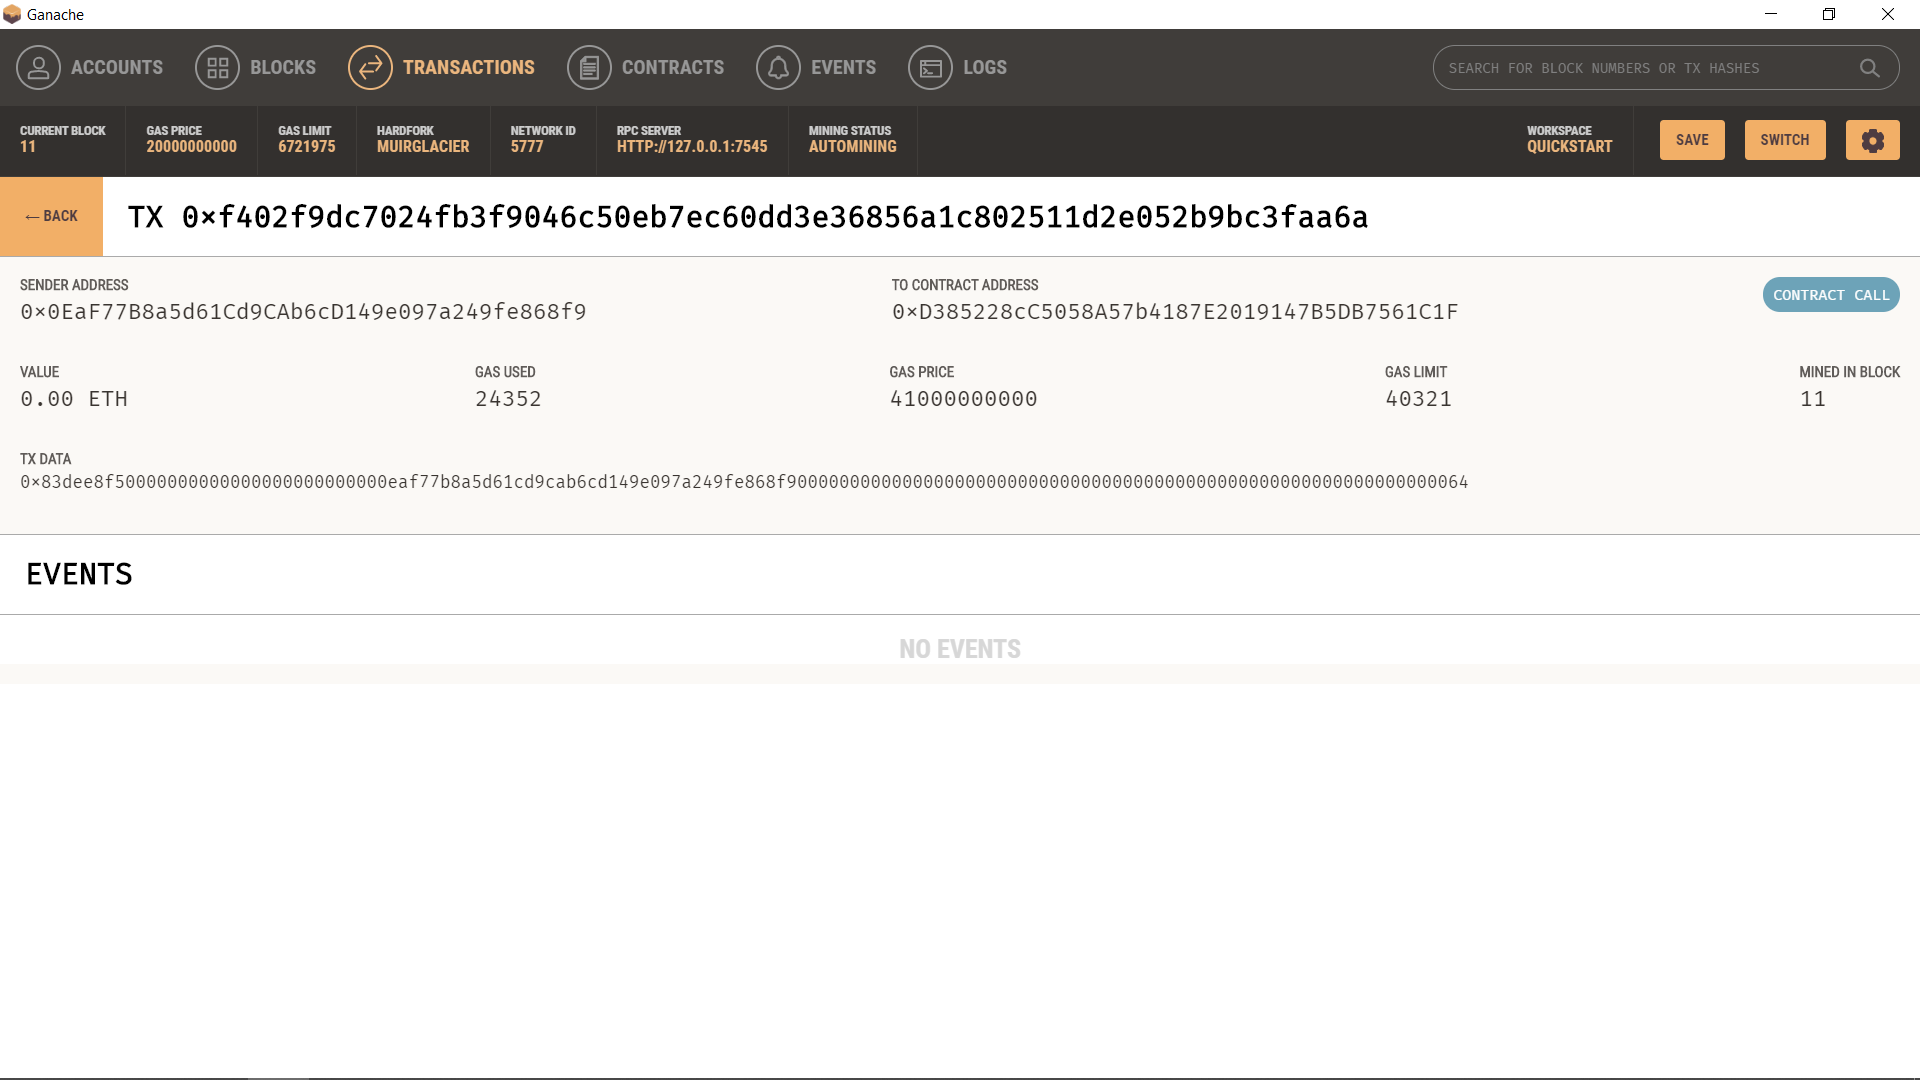 Ganache
ACCOUNTS BLOCKS TRANSACTIONS CONTRACTS EVENTS LOGS SEARCH FOR BLOCK NUMBERS OR TX HASHES
CURRENT BLOCK GAS PRICE GAS LIMIT HARDFORK NETWORK ID RPC SERVER MINING STATUS WORKSPACE
11 20000000000 6721975 MUIRGLACIER 5777 HTTP://127.0.0.1:7545 AUTOMINING QUICKSTART SAVE SWITCH
← BACK TX 0×f402f9dc7024fb3f9046c50eb7ec60dd3e36856a1c802511d2e052b9bc3faa6a
SENDER ADDRESS TO CONTRACT ADDRESS
0×0EaF77B8a5d61Cd9CAb6cD149e097a249fe868f9 0×D385228cC5058A57b4187E2019147B5DB7561C1F CONTRACT CALL
VALUE GAS USED GAS PRICE GAS LIMIT MINED IN BLOCK
0.00 ETH 24352 41000000000 40321 11
TX DATA
0×83dee8f50000000000000000000000000eaf77b8a5d61cd9cab6cd149e097a249fe868f90000000000000000000000000000000000000000000000000000000000000064
EVENTS
NO EVENTS